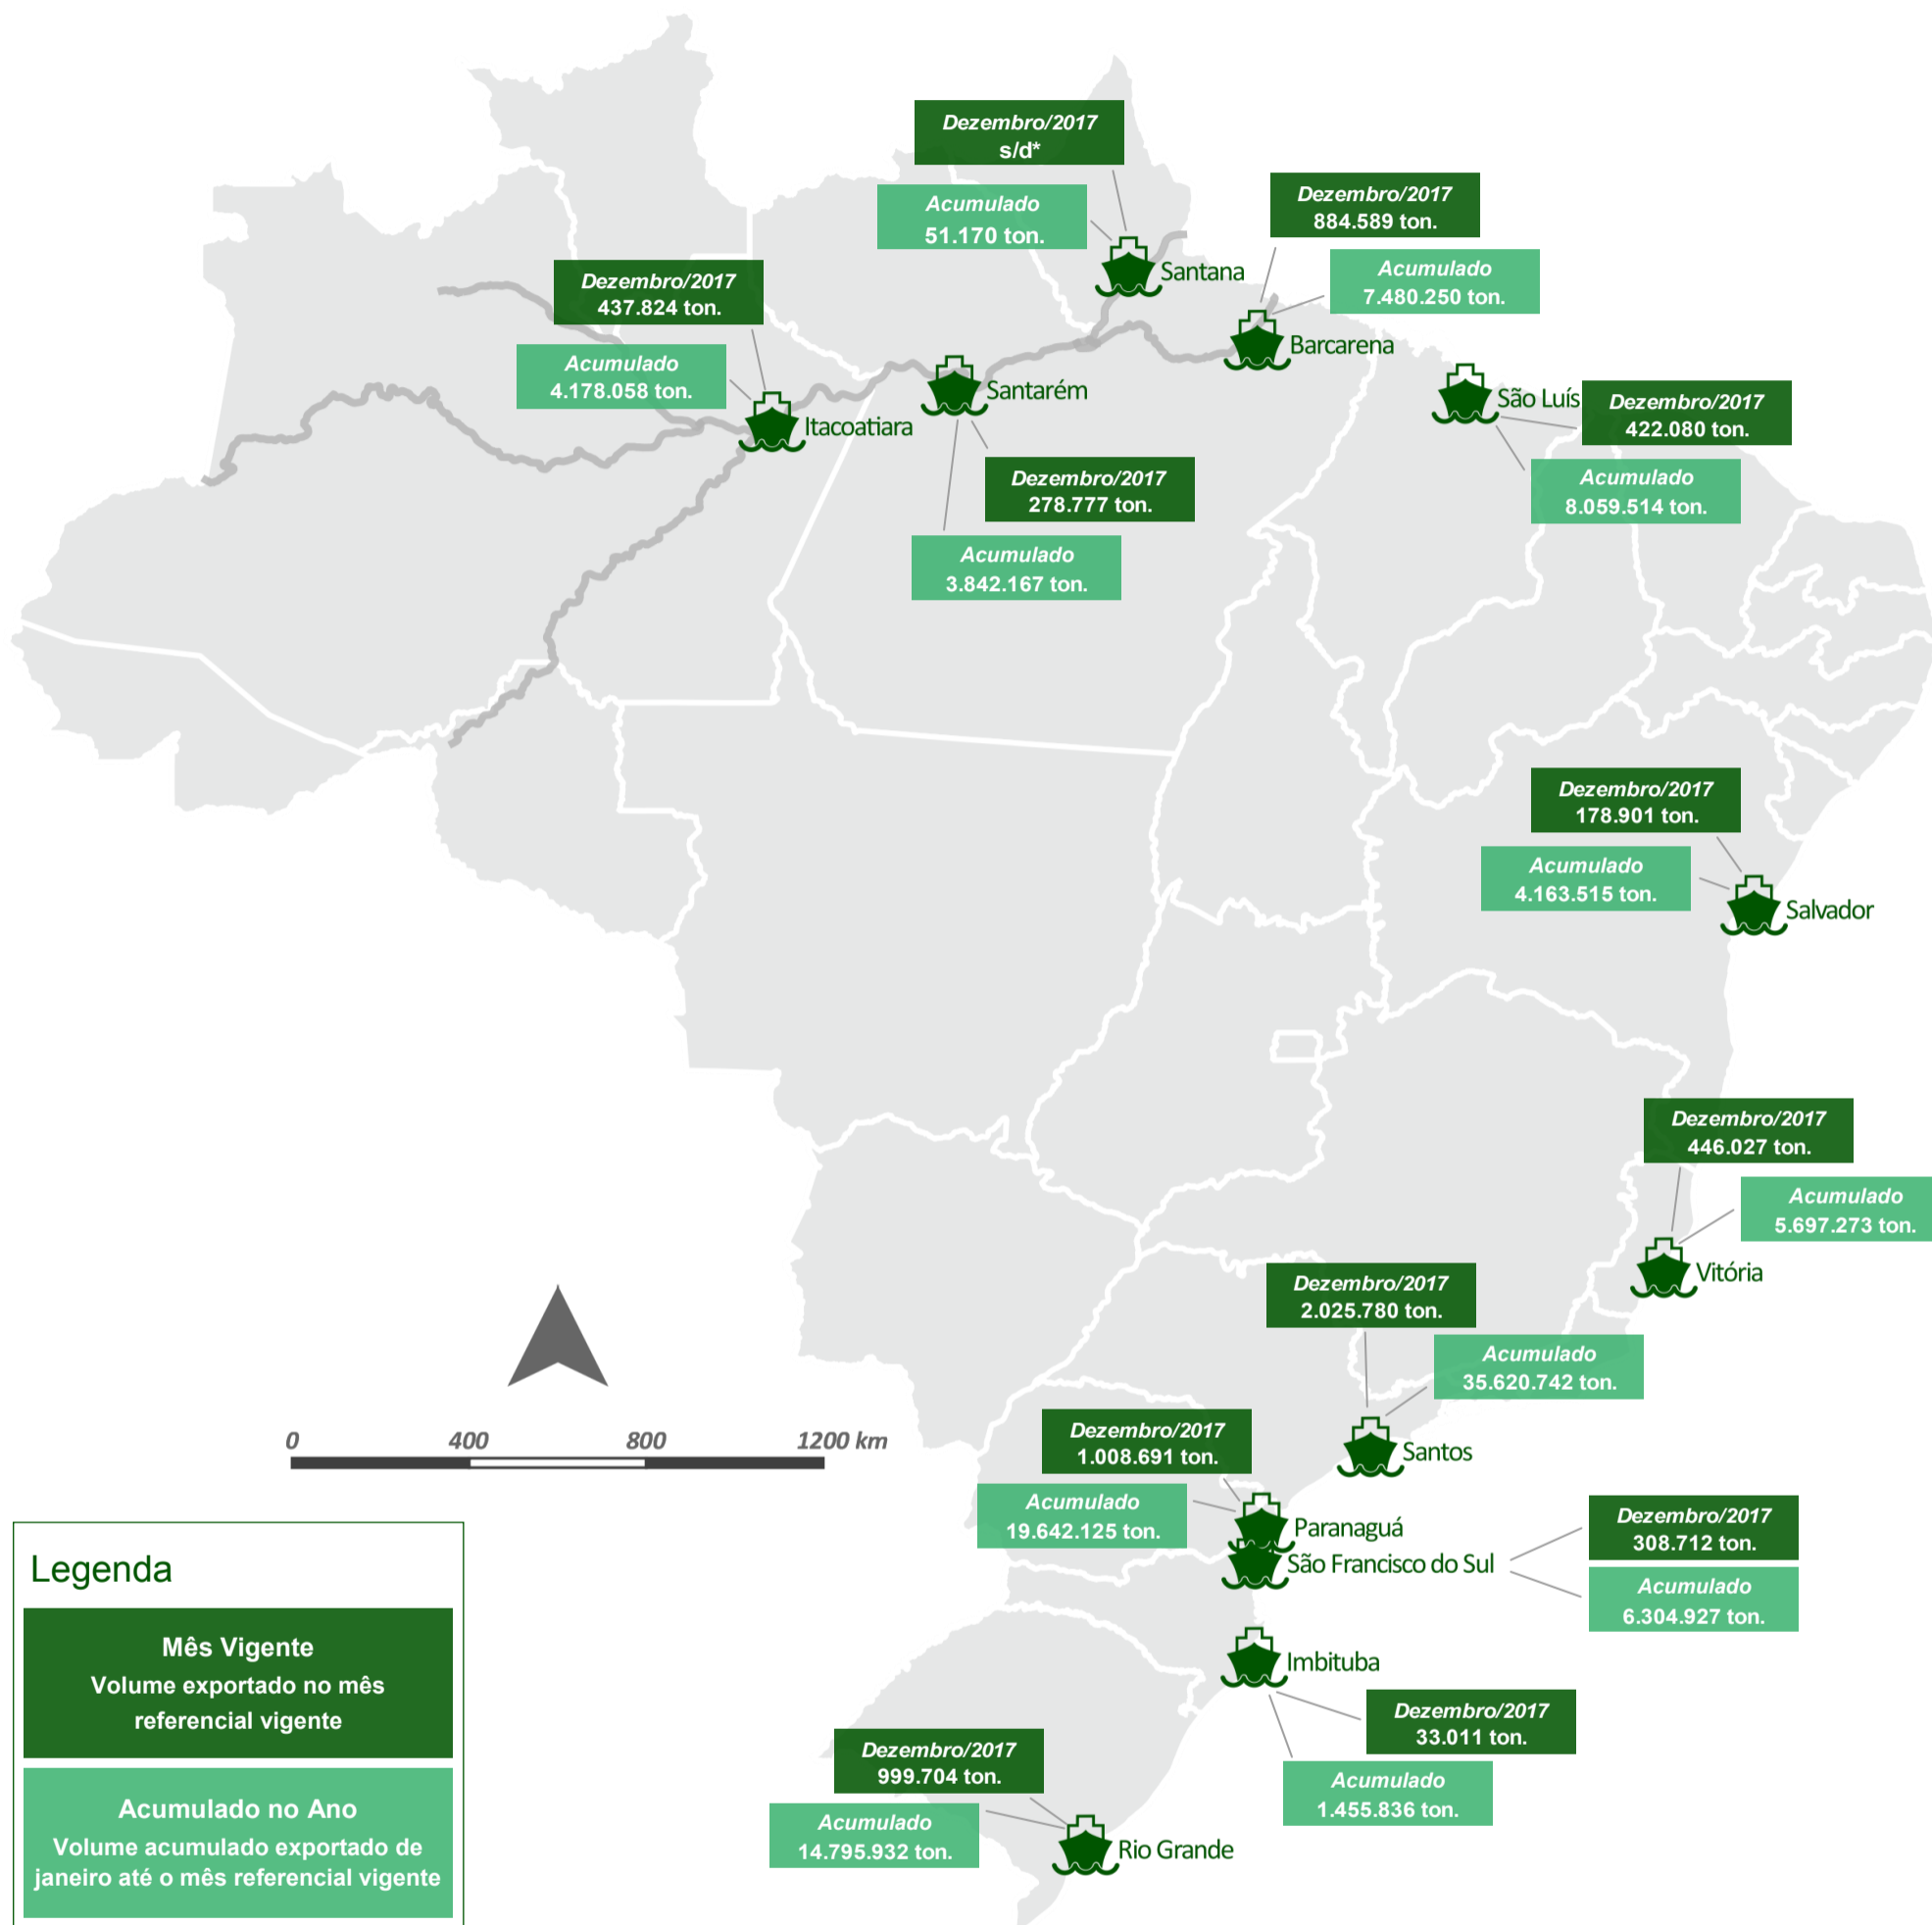 Dezembro/2017
s/d*
Acumulado
51.170 ton.
Santana
Dezembro/2017
884.589 ton.
Acumulado
7.480.250 ton.
Barcarena
Dezembro/2017
437.824 ton.
Acumulado
4.178.058 ton.
Itacoatiara
Santarém
Dezembro/2017
278.777 ton.
Acumulado
3.842.167 ton.
São Luís
Dezembro/2017
422.080 ton.
Acumulado
8.059.514 ton.
Dezembro/2017
178.901 ton.
Acumulado
4.163.515 ton.
Salvador
Dezembro/2017
446.027 ton.
Acumulado
5.697.273 ton.
Vitória
Dezembro/2017
2.025.780 ton.
Acumulado
35.620.742 ton.
Santos
Dezembro/2017
1.008.691 ton.
Acumulado
19.642.125 ton.
Paranaguá
São Francisco do Sul
Dezembro/2017
308.712 ton.
Acumulado
6.304.927 ton.
Imbituba
Dezembro/2017
33.011 ton.
Acumulado
1.455.836 ton.
Dezembro/2017
999.704 ton.
Acumulado
14.795.932 ton.
Rio Grande
0 400 800 1200 km
Legenda
Mês Vigente
Volume exportado no mês
referencial vigente
Acumulado no Ano
Volume acumulado exportado de
janeiro até o mês referencial vigente